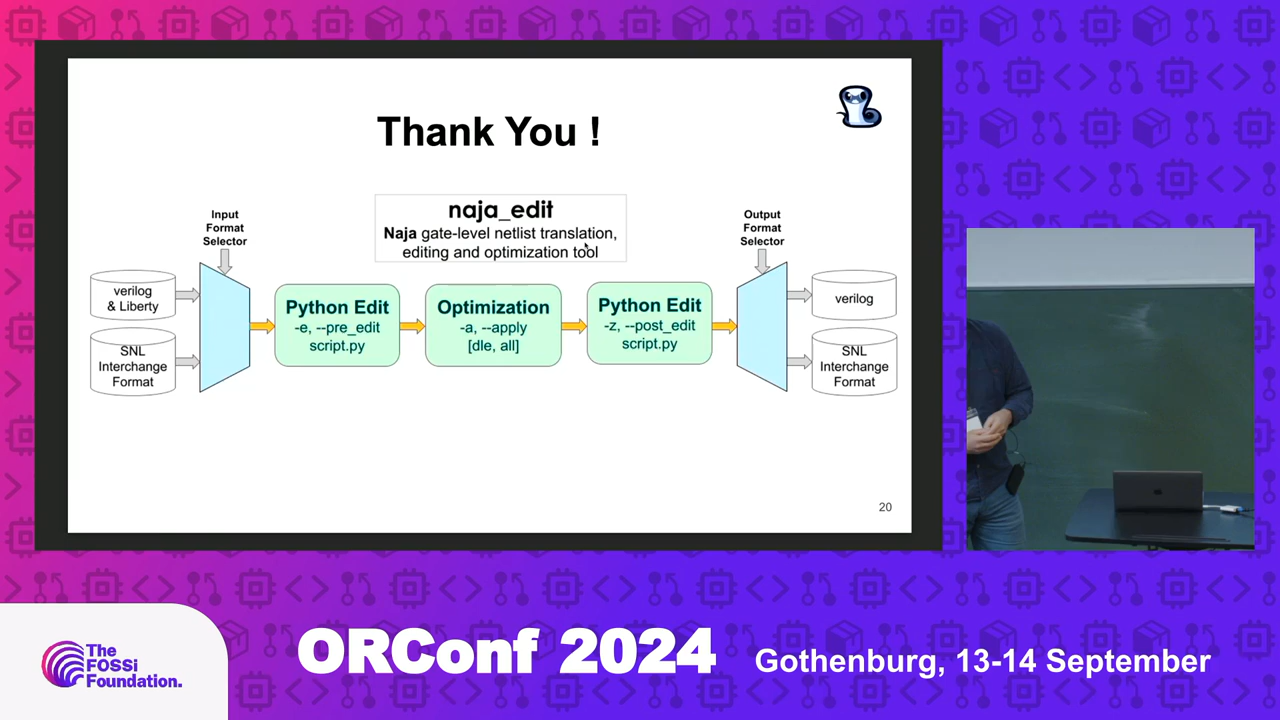 Thank You !
naja_edit
Naja gate-level netlist translation,
editing and optimization tool
Input
Format
Selector
Output
Format
Selector
verilog
& Liberty
SNL
Interchange
Format
Python Edit
-e, --pre_edit
script.py
Optimization
-a, --apply
[dle, all]
Python Edit
-z, --post_edit
script.py
verilog
SNL
Interchange
Format
20
The
FOSSi
Foundation.
ORConf 2024
Gothenburg, 13-14 September